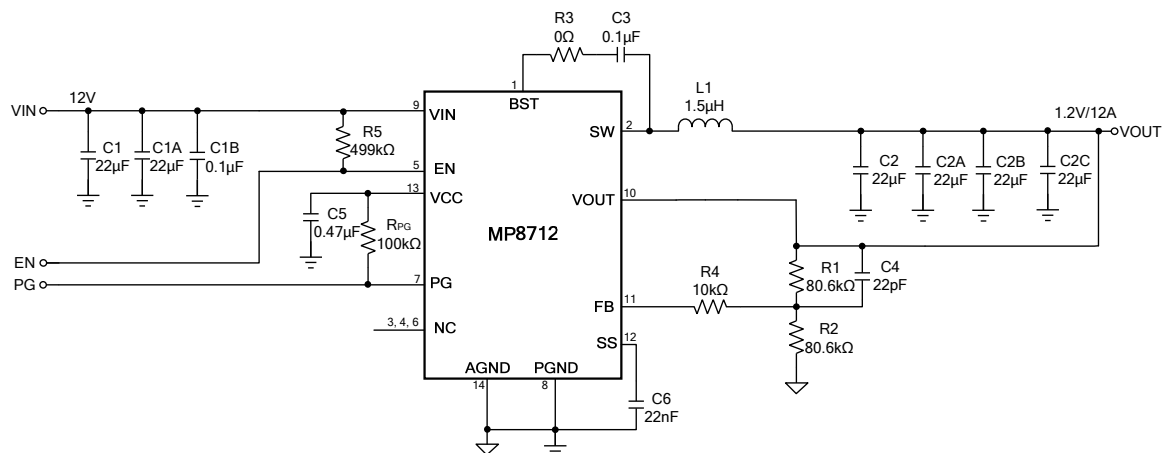 R3
0Ω
C3
0.1µF
1
BST
VIN
12V
9
VIN
C1
22µF
C1A
22µF
C1B
0.1µF
R5
499kΩ
5
EN
13
VCC
C5
0.47µF
RPG
100kΩ
EN
PG
7
PG
3, 4, 6
NC
MP8712
SW
2
L1
1.5µH
1.2V/12A
VOUT
C2
22µF
C2A
22µF
C2B
22µF
C2C
22µF
VOUT
10
R4
10kΩ
R1
80.6kΩ
C4
22pF
FB
11
R2
80.6kΩ
SS
12
AGND
14
PGND
8
C6
22nF